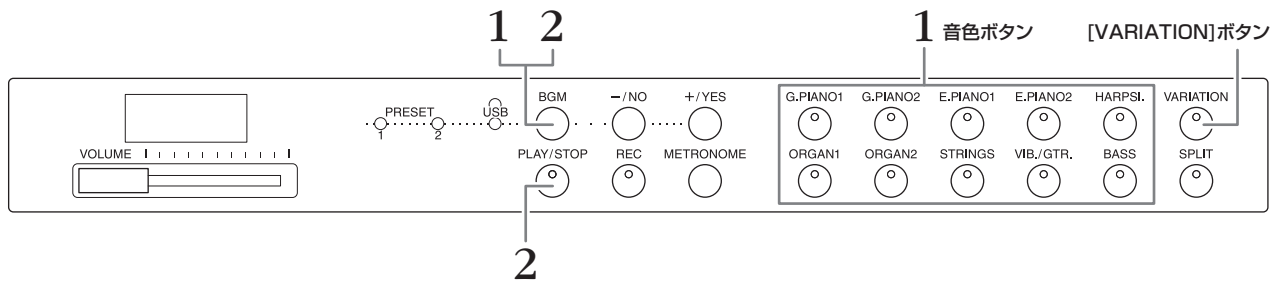 1 2
1 音色ボタン
[VARIATION]ボタン
PRESET
1
2
USB
BGM
–/NO
+/YES
G.PIANO1
G.PIANO2
E.PIANO1
E.PIANO2
HARPSI.
VARIATION
VOLUME
PLAY/STOP
REC
METRONOME
ORGAN1
ORGAN2
STRINGS
VIB./GTR.
BASS
SPLIT
2